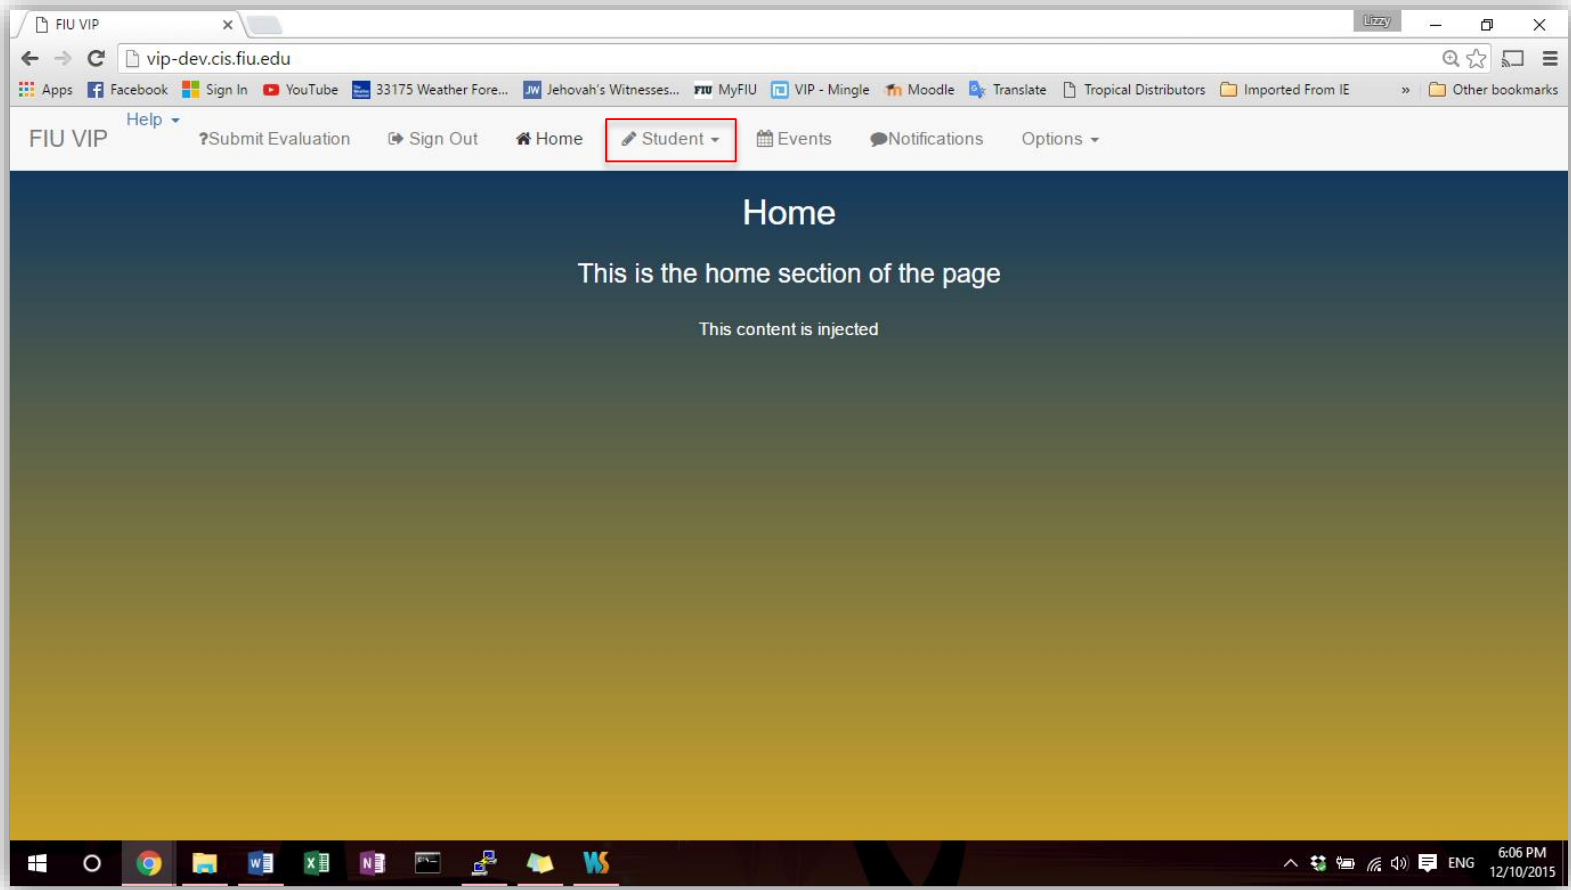 FIU VIP
Lizzy
vip-dev.cis.fiu.edu
Apps Facebook Sign In YouTube 33175 Weather Fore... JW Jehovah's Witnesses... FIU MyFIU VIP - Mingle Moodle Translate Tropical Distributors Imported From IE » Other bookmarks
FIU VIP Help ?Submit Evaluation Sign Out Home Student Events Notifications Options
Home
This is the home section of the page
This content is injected
ENG 6:06 PM
12/10/2015